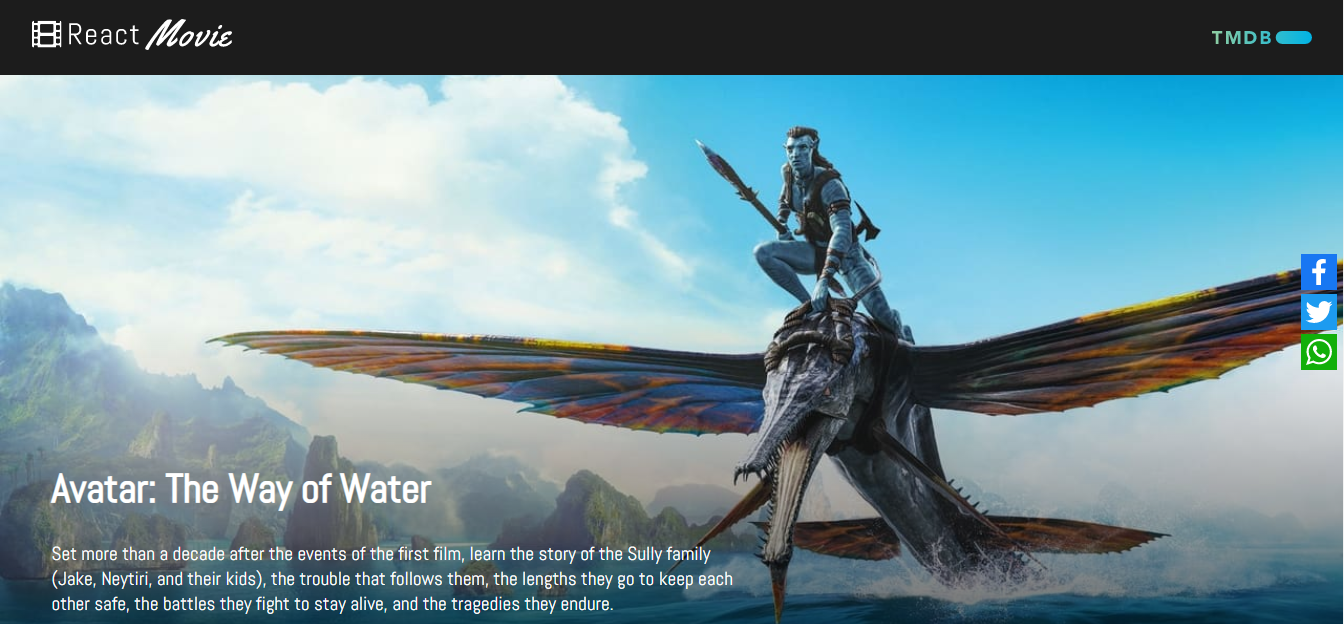 React Movie
TMDB
Avatar: The Way of Water
Set more than a decade after the events of the first film, learn the story of the Sully family
(Jake, Neytiri, and their kids), the trouble that follows them, the lengths they go to keep each
other safe, the battles they fight to stay alive, and the tragedies they endure.